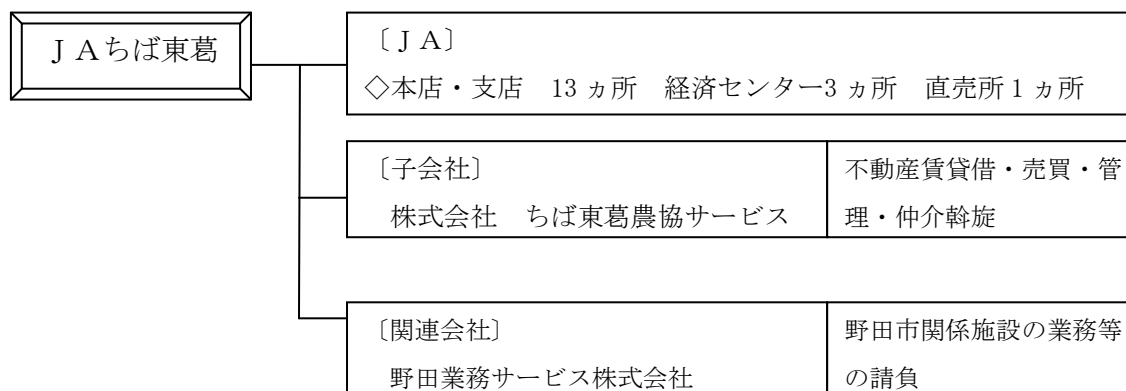 ＪＡちば東葛
〔ＪＡ〕
◇本店・支店　13ヵ所　経済センター3ヵ所　直売所1ヵ所
〔子会社〕
株式会社　ちば東葛農協サービス
不動産賃貸借・売買・管
理・仲介斡旋
〔関連会社〕
野田業務サービス株式会社
野田市関係施設の業務等
の請負